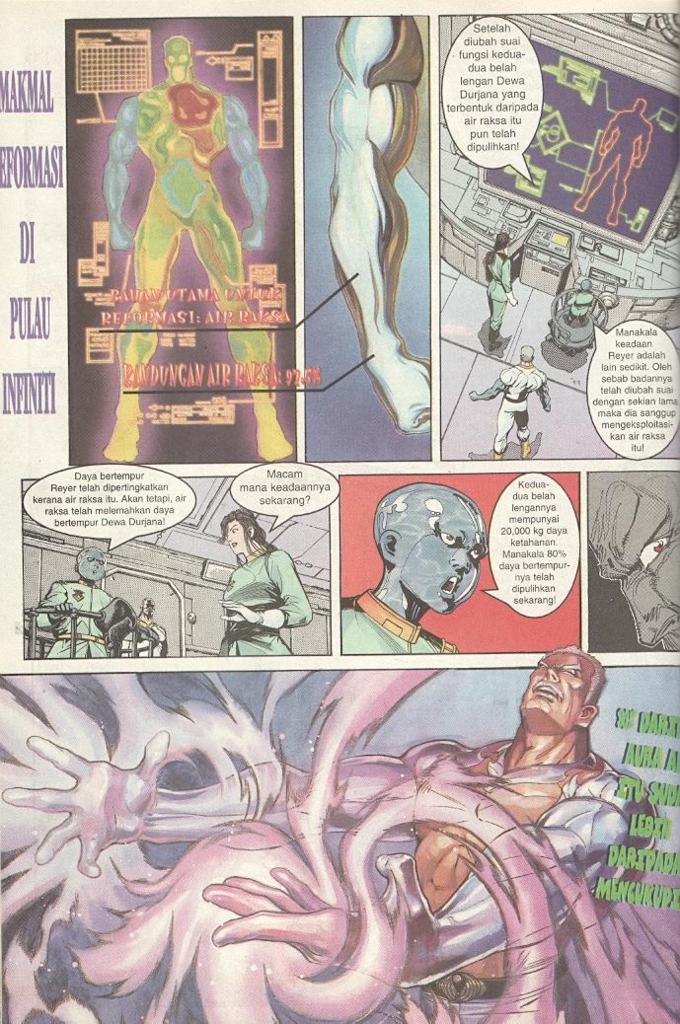 MAKMAL
EFORMASI
DI
PULAU
INFINITI
BAHAN UTAMA UNTUK
REFORMASI: AIR RAKSA
KANDUNGAN AIR RAKSA: 97.5%
Setelah
diubah suai
fungsi kedua-
dua belah
lengan Dewa
Durjana yang
terbentuk daripada
air raksa itu
pun telah
dipulihkan!
Manakala
keadaan
Reyer adalah
lain sedikit. Oleh
sebab badannya
telah diubah suai
dengan sekian lama,
maka dia sanggup
mengeksploitasi-
kan air raksa
itu!
Daya bertempur
Reyer telah dipertingkatkan
kerana air raksa itu. Akan tetapi, air
raksa telah melemahkan daya
bertempur Dewa Durjana!
Macam
mana keadaannya
sekarang?
Kedua-
dua belah
lengannya
mempunyai
20,000 kg daya
ketahanan.
Manakala 80%
daya bertempur-
nya telah
dipulihkan
sekarang!
DARI
AURA
ITU SUDA
LEBIH
DARIPADA
MENCUKUPI